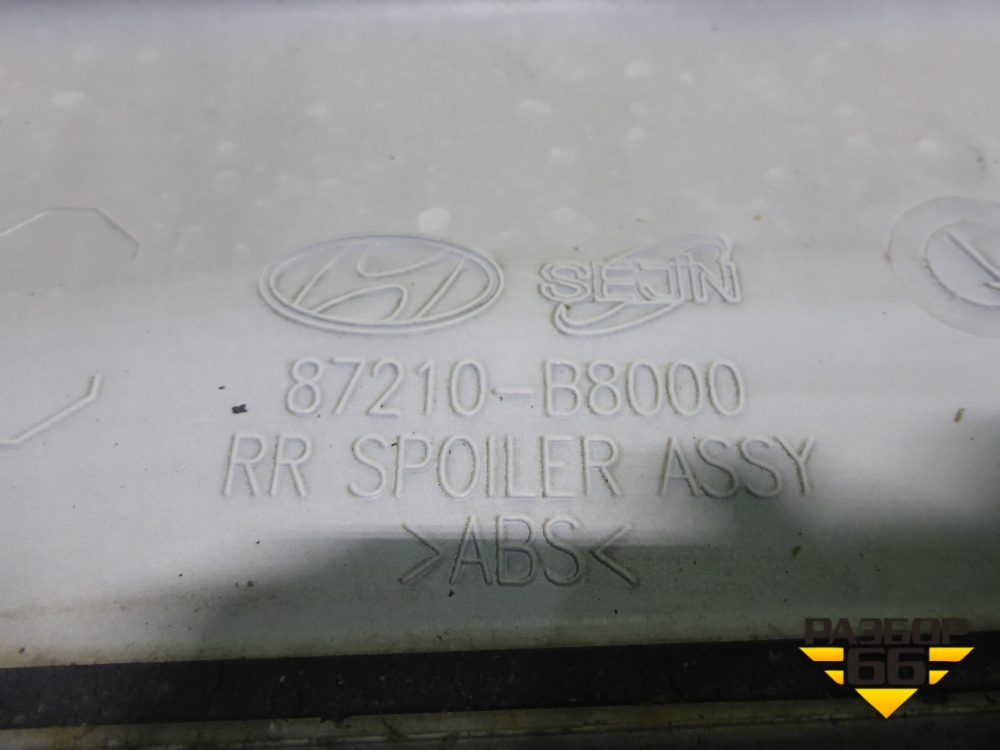 SEJIN
87210-B8000
RR SPOILER ASSY
>ABS<
РАЗБОР
66